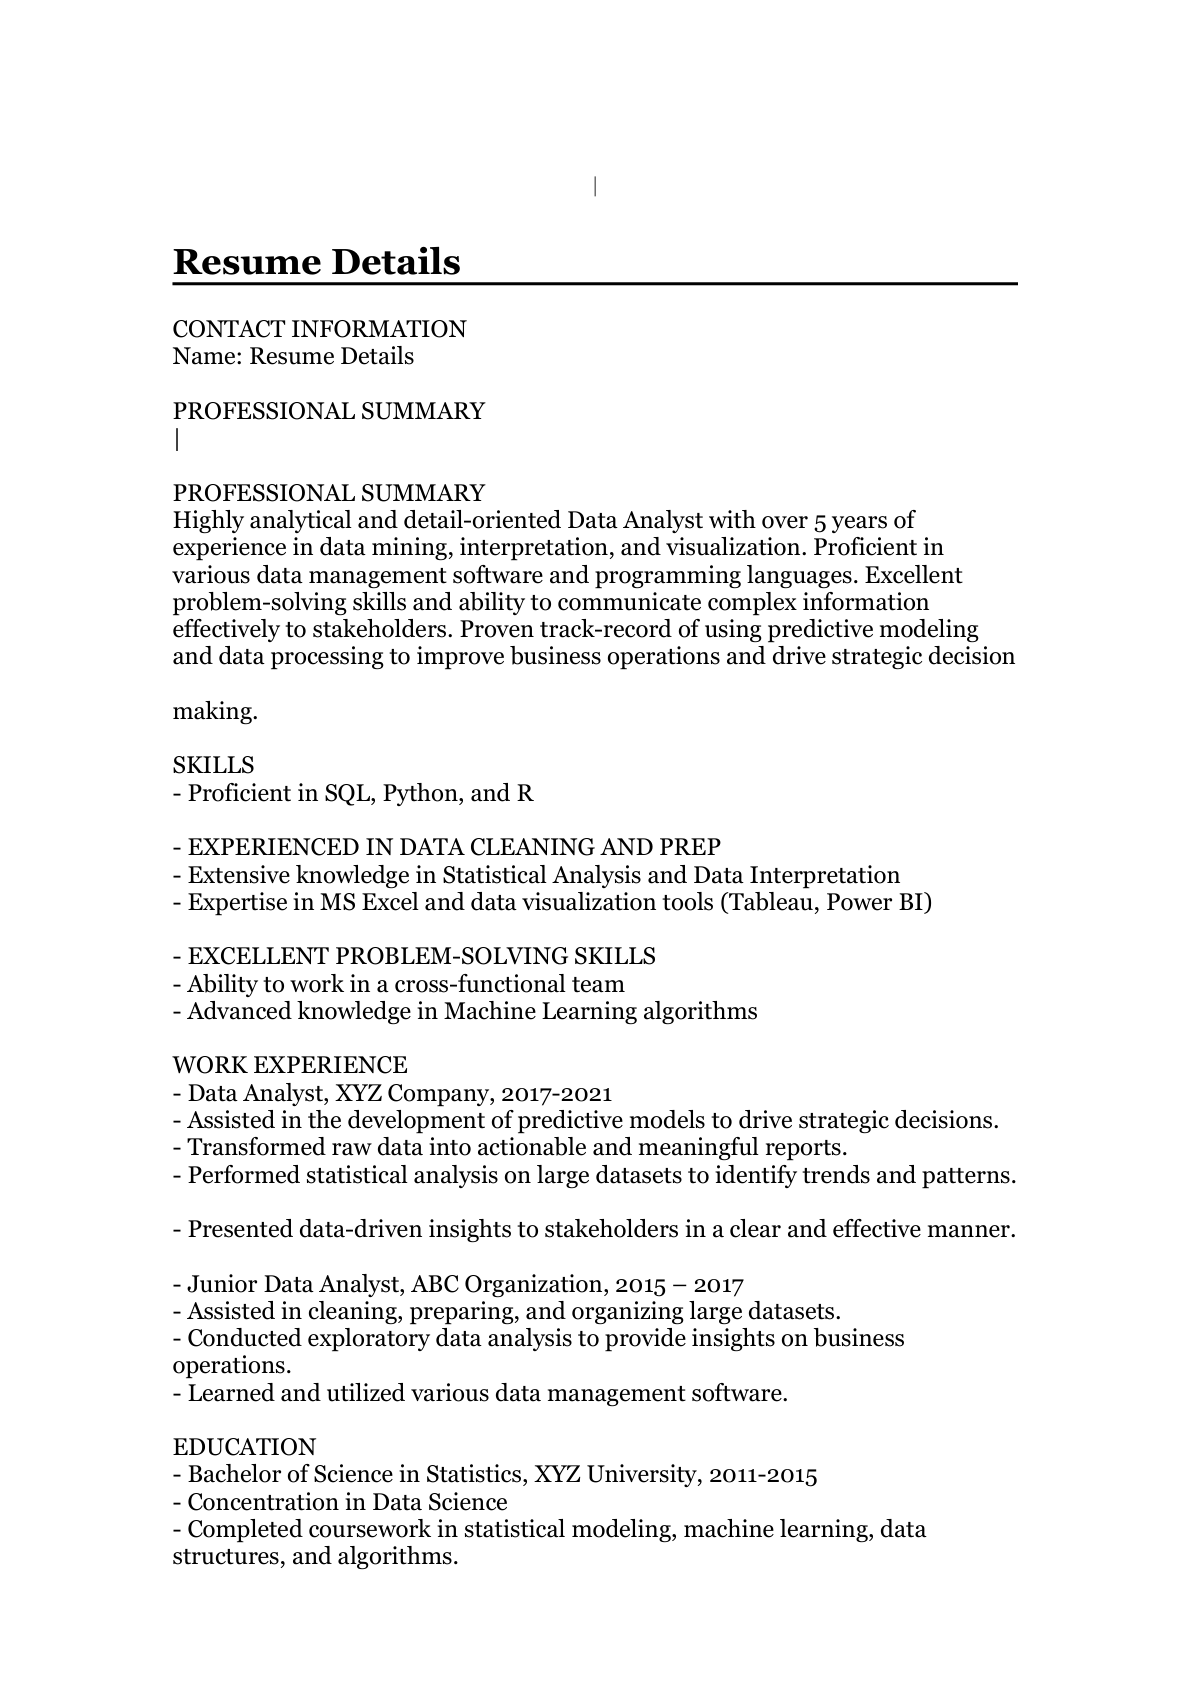 |
Resume Details
CONTACT INFORMATION
Name: Resume Details
PROFESSIONAL SUMMARY
|
PROFESSIONAL SUMMARY
Highly analytical and detail-oriented Data Analyst with over 5 years of
experience in data mining, interpretation, and visualization. Proficient in
various data management software and programming languages. Excellent
problem-solving skills and ability to communicate complex information
effectively to stakeholders. Proven track-record of using predictive modeling
and data processing to improve business operations and drive strategic decision
making.
SKILLS
- Proficient in SQL, Python, and R
- EXPERIENCED IN DATA CLEANING AND PREP
- Extensive knowledge in Statistical Analysis and Data Interpretation
- Expertise in MS Excel and data visualization tools (Tableau, Power BI)
- EXCELLENT PROBLEM-SOLVING SKILLS
- Ability to work in a cross-functional team
- Advanced knowledge in Machine Learning algorithms
WORK EXPERIENCE
- Data Analyst, XYZ Company, 2017-2021
- Assisted in the development of predictive models to drive strategic decisions.
- Transformed raw data into actionable and meaningful reports.
- Performed statistical analysis on large datasets to identify trends and patterns.
- Presented data-driven insights to stakeholders in a clear and effective manner.
- Junior Data Analyst, ABC Organization, 2015 – 2017
- Assisted in cleaning, preparing, and organizing large datasets.
- Conducted exploratory data analysis to provide insights on business
operations.
- Learned and utilized various data management software.
EDUCATION
- Bachelor of Science in Statistics, XYZ University, 2011-2015
- Concentration in Data Science
- Completed coursework in statistical modeling, machine learning, data
structures, and algorithms.